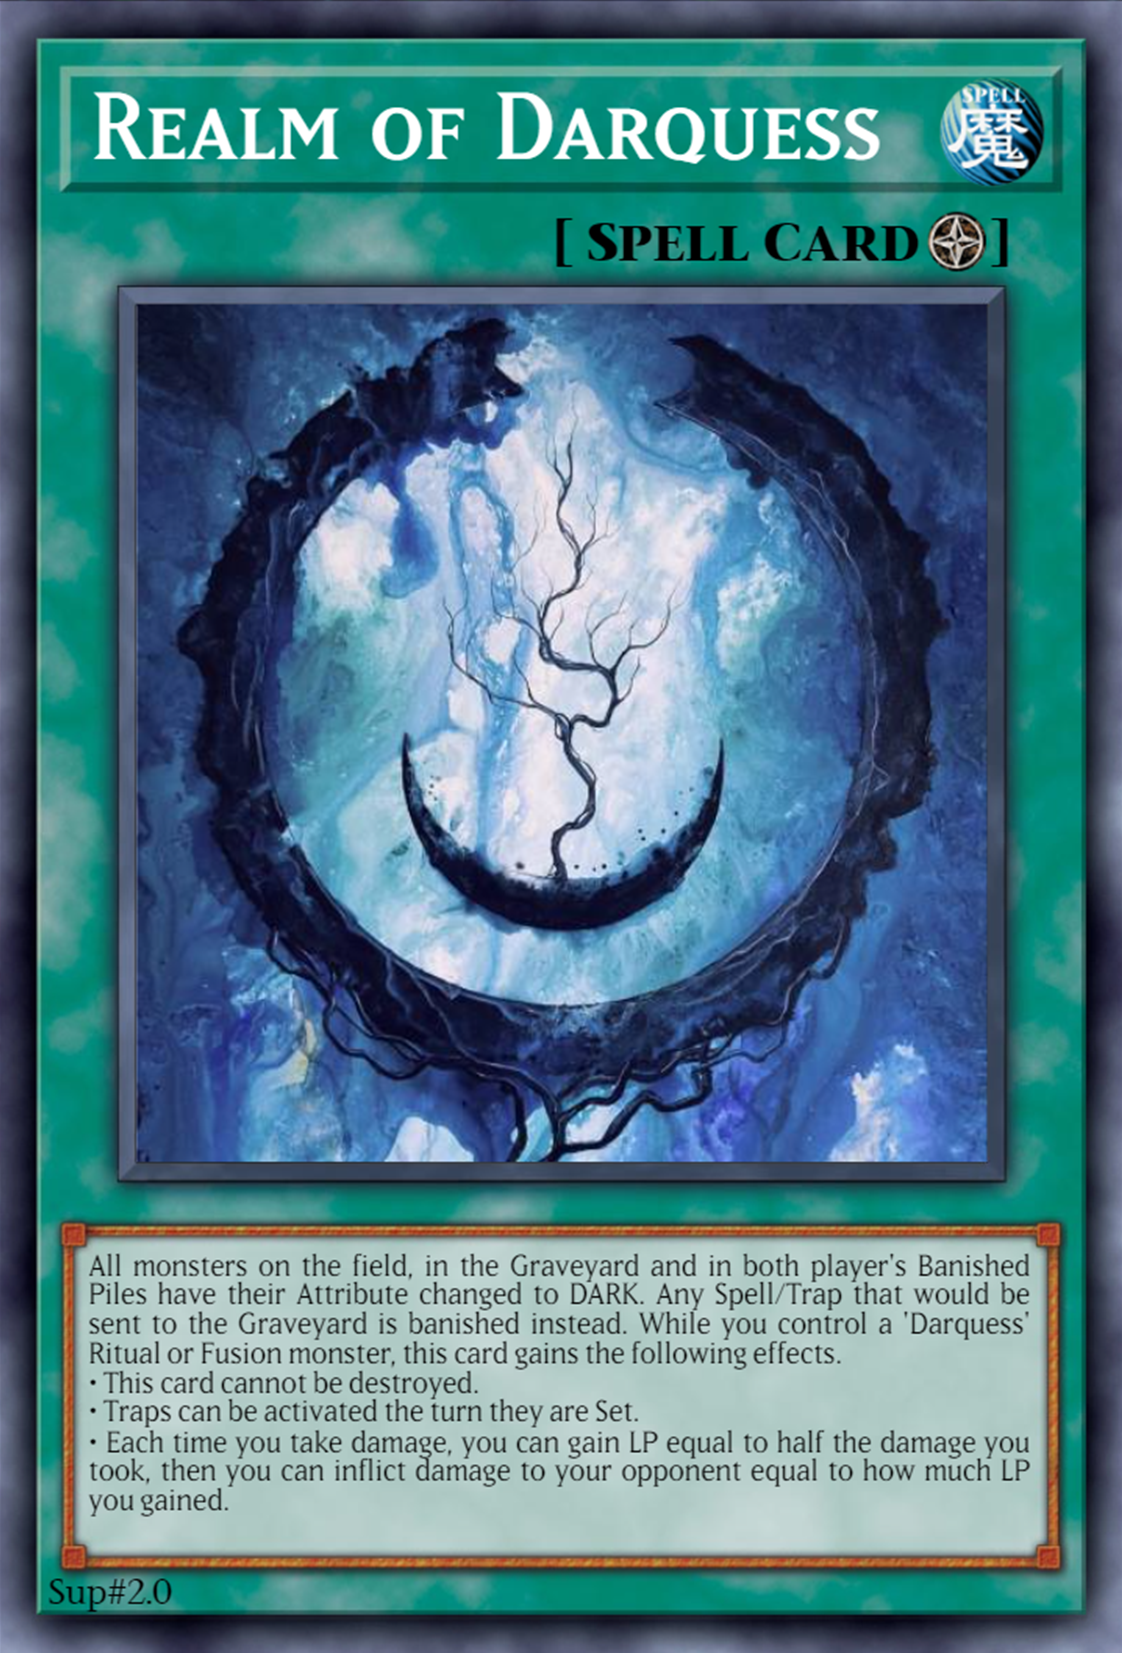 Realm of Darquess
SPELL
魔
[ Spell Card ]
All monsters on the field, in the Graveyard and in both player's Banished
Piles have their Attribute changed to DARK. Any Spell/Trap that would be
sent to the Graveyard is banished instead. While you control a 'Darquess'
Ritual or Fusion monster, this card gains the following effects.
• This card cannot be destroyed.
• Traps can be activated the turn they are Set.
• Each time you take damage, you can gain LP equal to half the damage you
took, then you can inflict damage to your opponent equal to how much LP
you gained.
Sup#2.0